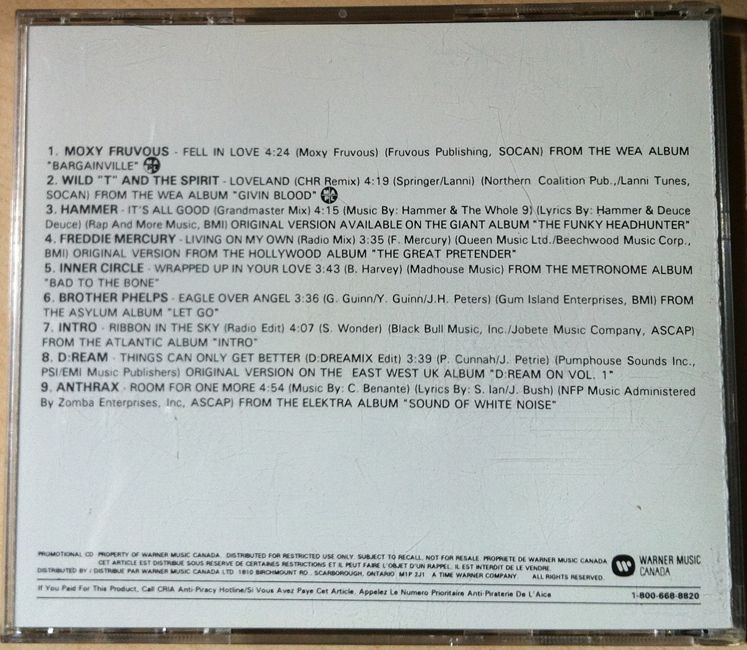 1. MOXY FRUVOUS - FELL IN LOVE 4:24 (Moxy Fruvous) (Fruvous Publishing, SOCAN) FROM THE WEA ALBUM
"BARGAINVILLE"
2. WILD "T" AND THE SPIRIT - LOVELAND (CHR Remix) 4:19 (Springer/Lanni) (Northern Coalition Pub.,/Lanni Tunes,
SOCAN) FROM THE WEA ALBUM "GIVIN BLOOD"
3. HAMMER - IT'S ALL GOOD (Grandmaster Mix) 4:15 (Music By: Hammer & The Whole 9) (Lyrics By: Hammer & Deuce
Deuce) (Rap And More Music, BMI) ORIGINAL VERSION AVAILABLE ON THE GIANT ALBUM "THE FUNKY HEADHUNTER"
4. FREDDIE MERCURY - LIVING ON MY OWN (Radio Mix) 3:35 (F. Mercury) (Queen Music Ltd./Beechwood Music Corp.,
BMI) ORIGINAL VERSION FROM THE HOLLYWOOD ALBUM "THE GREAT PRETENDER"
5. INNER CIRCLE - WRAPPED UP IN YOUR LOVE 3:43 (B. Harvey) (Madhouse Music) FROM THE METRONOME ALBUM
"BAD TO THE BONE"
6. BROTHER PHELPS - EAGLE OVER ANGEL 3:36 (G. Guinn/Y. Guinn/J.H. Peters) (Gum Island Enterprises, BMI) FROM
THE ASYLUM ALBUM "LET GO"
7. INTRO - RIBBON IN THE SKY (Radio Edit) 4:07 (S. Wonder) (Black Bull Music, Inc./Jobete Music Company, ASCAP)
FROM THE ATLANTIC ALBUM "INTRO"
8. D:REAM - THINGS CAN ONLY GET BETTER (D:DREAMIX Edit) 3:39 (P. Cunnah/J. Petrie) (Pumphouse Sounds Inc.,
PSI/EMI Music Publishers) ORIGINAL VERSION ON THE EAST WEST UK ALBUM "D:REAM ON VOL. 1"
9. ANTHRAX - ROOM FOR ONE MORE 4:54 (Music By: C. Benante) (Lyrics By: S. Ian/J. Bush) (NFP Music Administered
By Zomba Enterprises, Inc, ASCAP) FROM THE ELEKTRA ALBUM "SOUND OF WHITE NOISE"
PROMOTIONAL CD PROPERTY OF WARNER MUSIC CANADA. DISTRIBUTED FOR RESTRICTED USE ONLY. SUBJECT TO RECALL. NOT FOR RESALE. PROPRIETE DE WARNER MUSIC CANADA
CET ARTICLE EST DISTRIBUE SOUS RESERVE DE CERTAINES RESTRICTIONS ET IL PEUT FAIRE L'OBJET D'UN RAPPEL. IL EST INTERDIT DE LE VENDRE.
DISTRIBUTED BY / DISTRIBUE PAR WARNER MUSIC CANADA LTD 1810 BIRCHMOUNT RD. SCARBOROUGH, ONTARIO M1P 2J1 A TIME WARNER COMPANY. ALL RIGHTS RESERVED.
WARNER MUSIC
CANADA
If You Paid For This Product, Call CRIA Anti-Piracy Hotline/Si Vous Avez Paye Cet Article, Appelez Le Numero Prioritaire Anti-Piraterie De L'Aice 1-800-668-8820